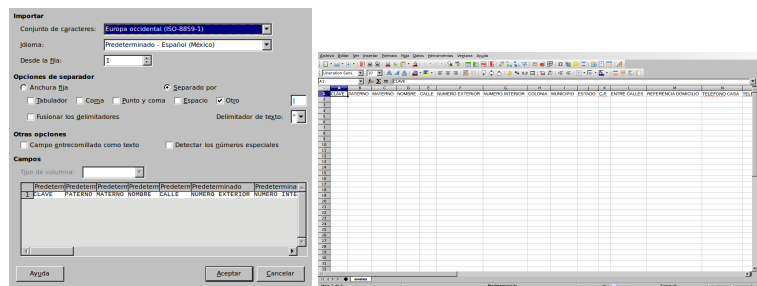 Importar
Conjunto de caracteres: Europa occidental (ISO-8859-1)
Idioma: Predeterminado - Español (México)
Desde la fila: 1
Opciones de separador
Anchura fija Separado por
Tabulador Coma Punto y coma Espacio Otro |
Fusionar los delimitadores Delimitador de texto: "
Otras opciones
Campo entrecomillado como texto Detectar los números especiales
Campos
Tipo de columna:
Predeterm Predeterm Predeterm Predeterm Predeterminado Predetermina
1 CLAVE PATERNO MATERNO NOMBRE CALLE NUMERO EXTERIOR NUMERO INTE
Ayuda Aceptar Cancelar
Archivo Editar Ver Insertar Formato Hoja Datos Herramientas Ventana Ayuda
Liberation Sans 10
A1 CLAVE
CLAVE PATERNO MATERNO NOMBRE CALLE NUMERO EXTERIOR NUMERO INTERIOR COLONIA MUNICIPIO ESTADO C.P. ENTRE CALLES REFERENCIA DOMICILIO TELEFONO CASA TEL